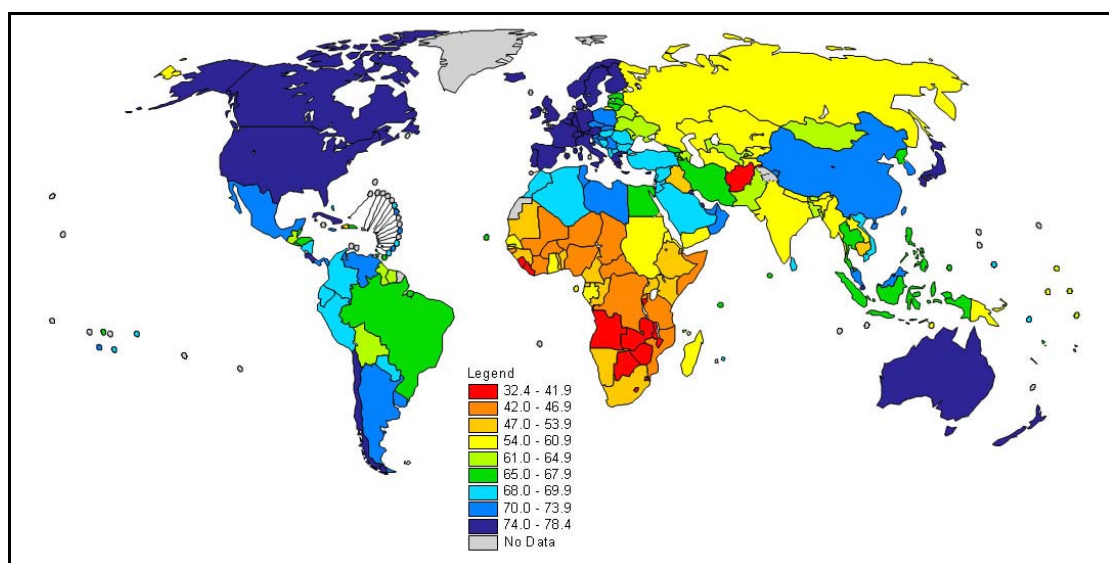 Legend
32.4 - 41.9
42.0 - 46.9
47.0 - 53.9
54.0 - 60.9
61.0 - 64.9
65.0 - 67.9
68.0 - 69.9
70.0 - 73.9
74.0 - 78.4
No Data